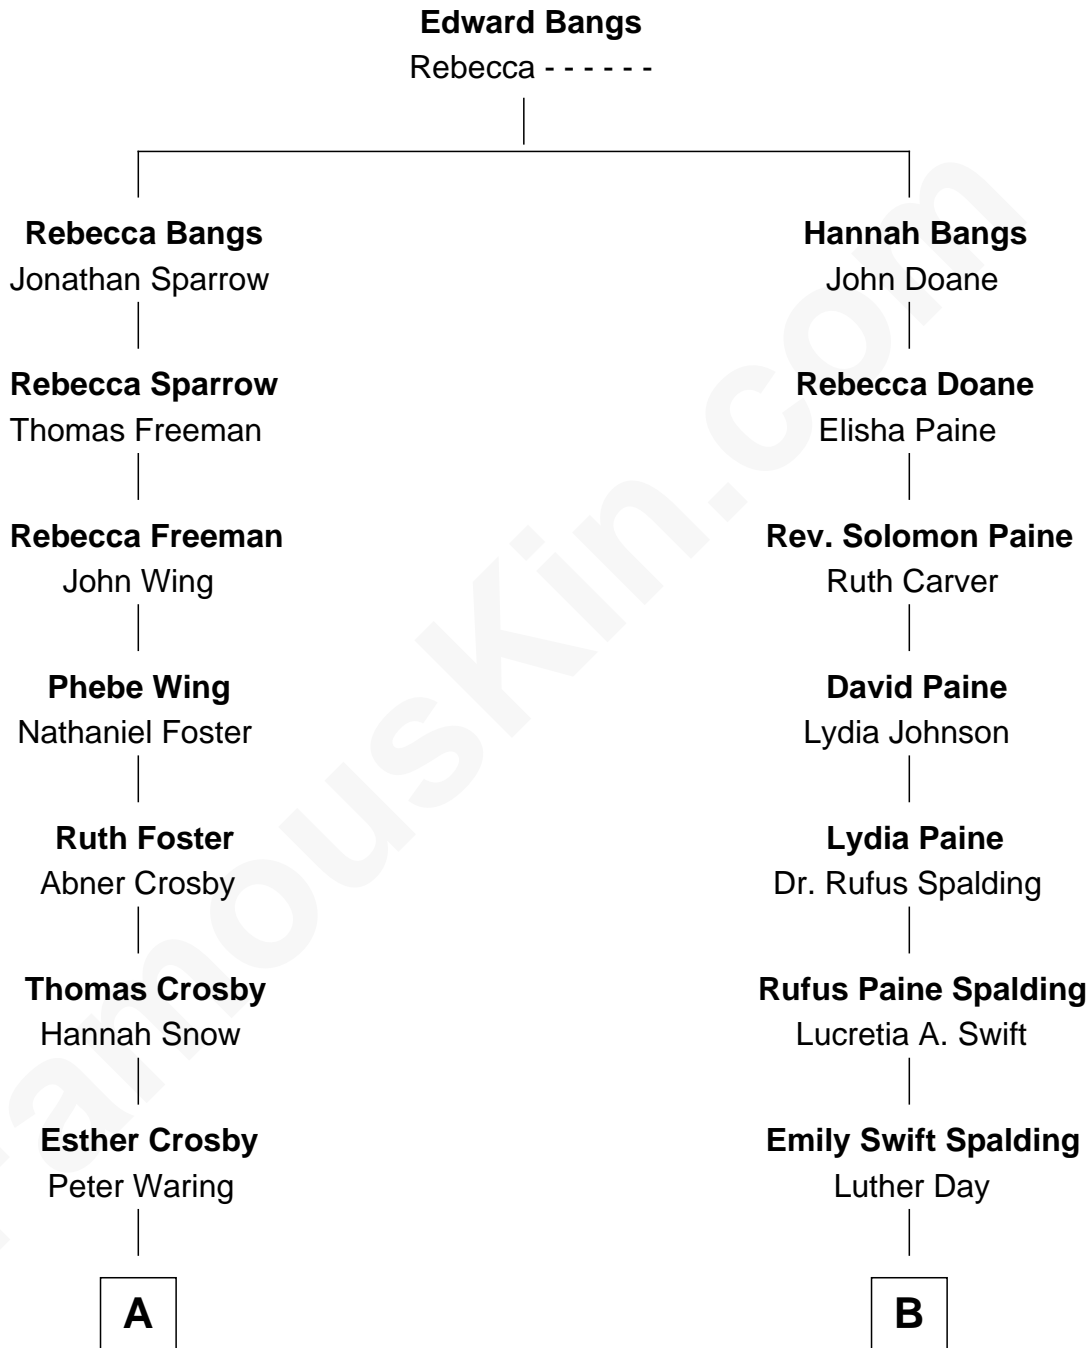 Edward Bangs
Rebecca - - - - - -
Rebecca Bangs
Jonathan Sparrow
Hannah Bangs
John Doane
Rebecca Sparrow
Thomas Freeman
Rebecca Doane
Elisha Paine
Rebecca Freeman
John Wing
Rev. Solomon Paine
Ruth Carver
Phebe Wing
Nathaniel Foster
David Paine
Lydia Johnson
Ruth Foster
Abner Crosby
Lydia Paine
Dr. Rufus Spalding
Thomas Crosby
Hannah Snow
Rufus Paine Spalding
Lucretia A. Swift
Esther Crosby
Peter Waring
Emily Swift Spalding
Luther Day
A
B
FamousKin.com